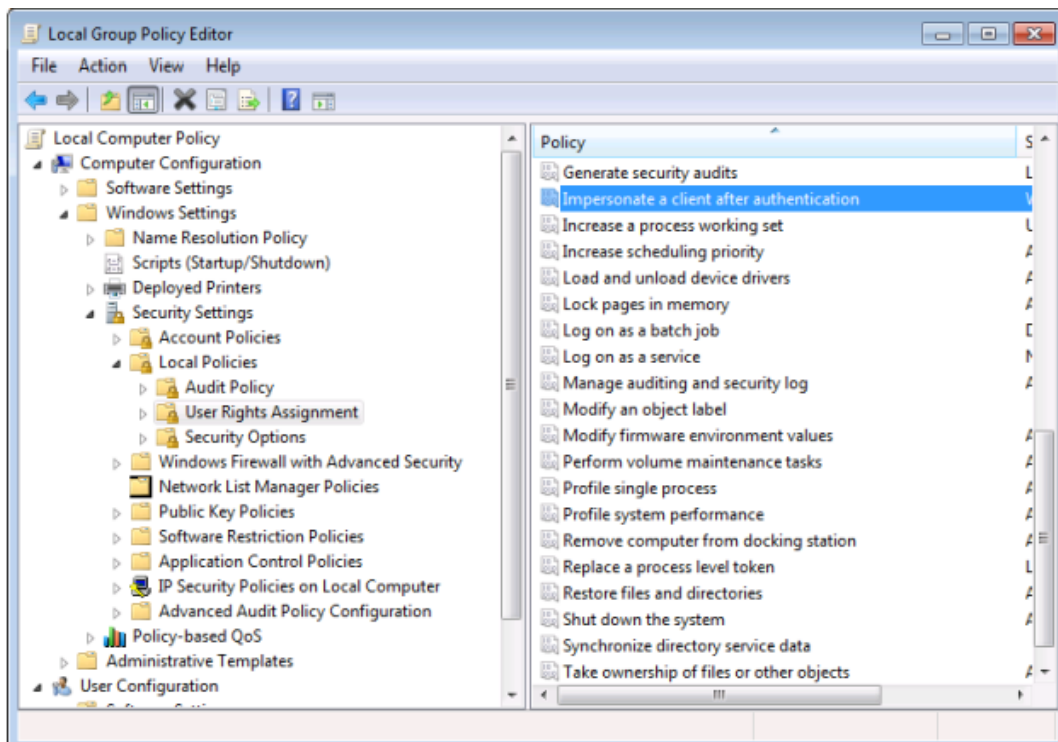 Local Group Policy Editor
File Action View Help
Local Computer Policy
Computer Configuration
Software Settings
Windows Settings
Name Resolution Policy
Scripts (Startup/Shutdown)
Deployed Printers
Security Settings
Account Policies
Local Policies
Audit Policy
User Rights Assignment
Security Options
Windows Firewall with Advanced Security
Network List Manager Policies
Public Key Policies
Software Restriction Policies
Application Control Policies
IP Security Policies on Local Computer
Advanced Audit Policy Configuration
Policy-based QoS
Administrative Templates
User Configuration
Policy S
Generate security audits L
Impersonate a client after authentication
Increase a process working set
Increase scheduling priority
Load and unload device drivers
Lock pages in memory
Log on as a batch job
Log on as a service
Manage auditing and security log
Modify an object label
Modify firmware environment values
Perform volume maintenance tasks
Profile single process
Profile system performance
Remove computer from docking station
Replace a process level token L
Restore files and directories
Shut down the system
Synchronize directory service data
Take ownership of files or other objects